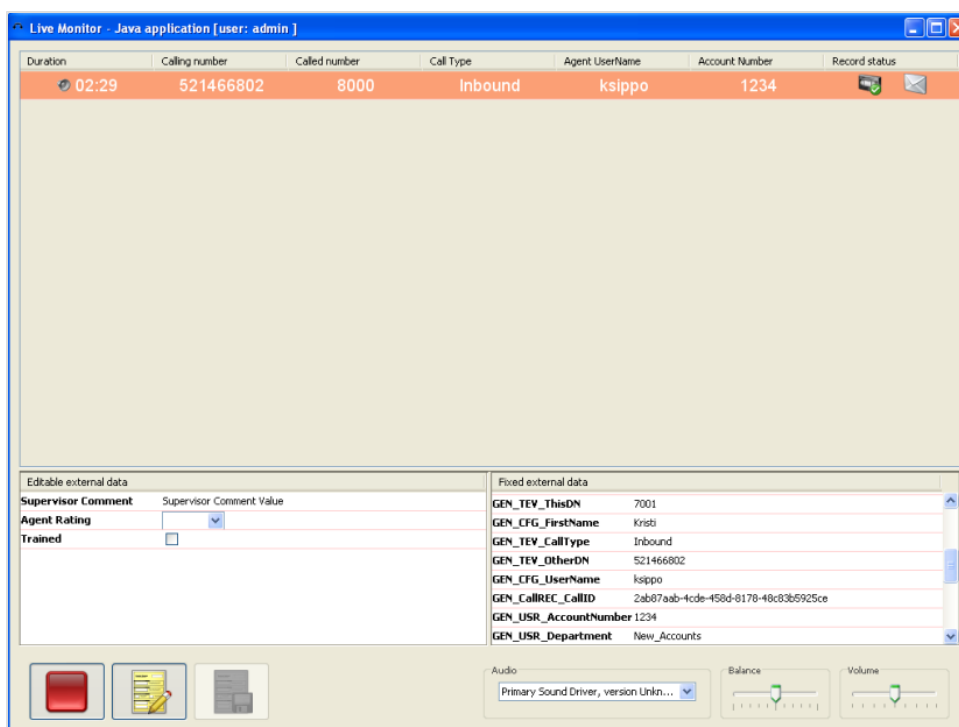 Live Monitor - Java application [user: admin ]
Duration Calling number Called number Call Type Agent UserName Account Number Record status
02:29 521466802 8000 Inbound ksippo 1234
Editable external data
Supervisor Comment Supervisor Comment Value
Agent Rating
Trained
Fixed external data
GEN_TEV_ThisDN 7001
GEN_CFG_FirstName Kristi
GEN_TEV_CallType Inbound
GEN_TEV_OtherDN 521466802
GEN_CFG_UserName ksippo
GEN_CallREC_CallID 2ab87aab-4cde-458d-8178-48c83b5925ce
GEN_USR_AccountNumber 1234
GEN_USR_Department New_Accounts
Audio
Primary Sound Driver, version Unkn...
Balance
Volume